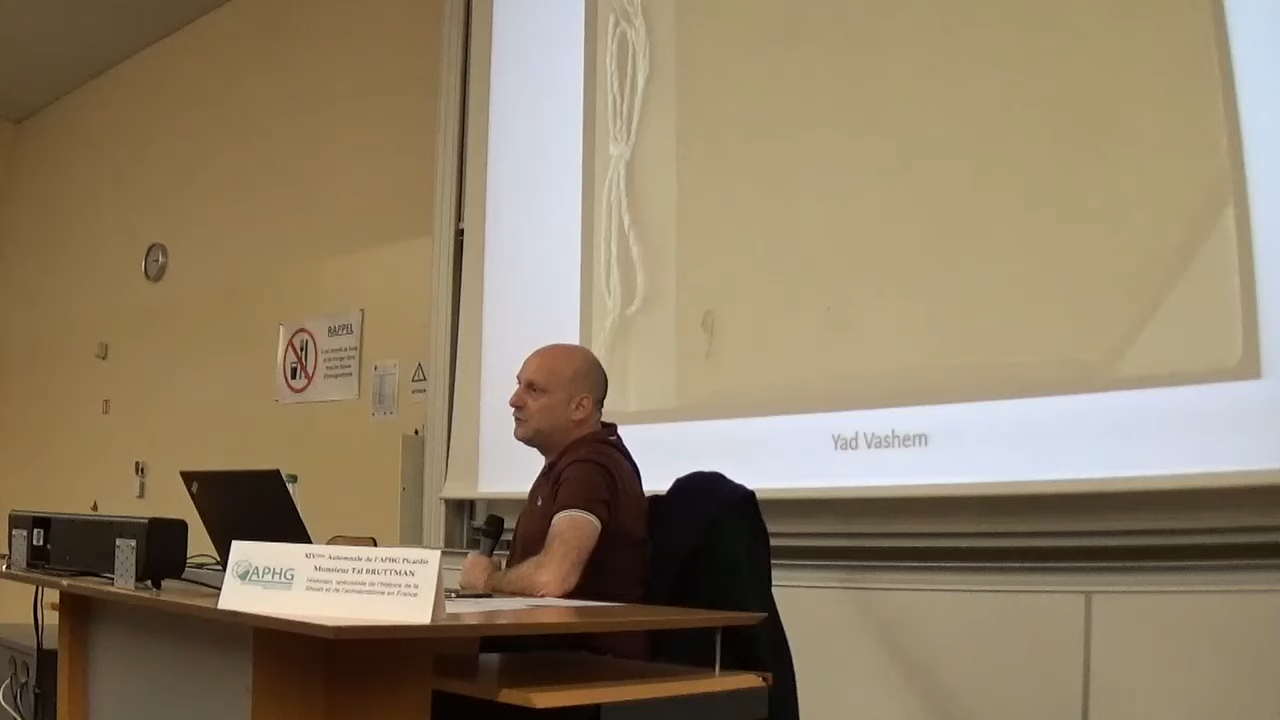 Yad Vashem
RAPPEL
XIVème Automnale de l'APHG Picardie
Monsieur Tal BRUTTMAN
APHG
Historien, spécialiste de l'histoire de la
Shoah et de l'antisémitisme en France